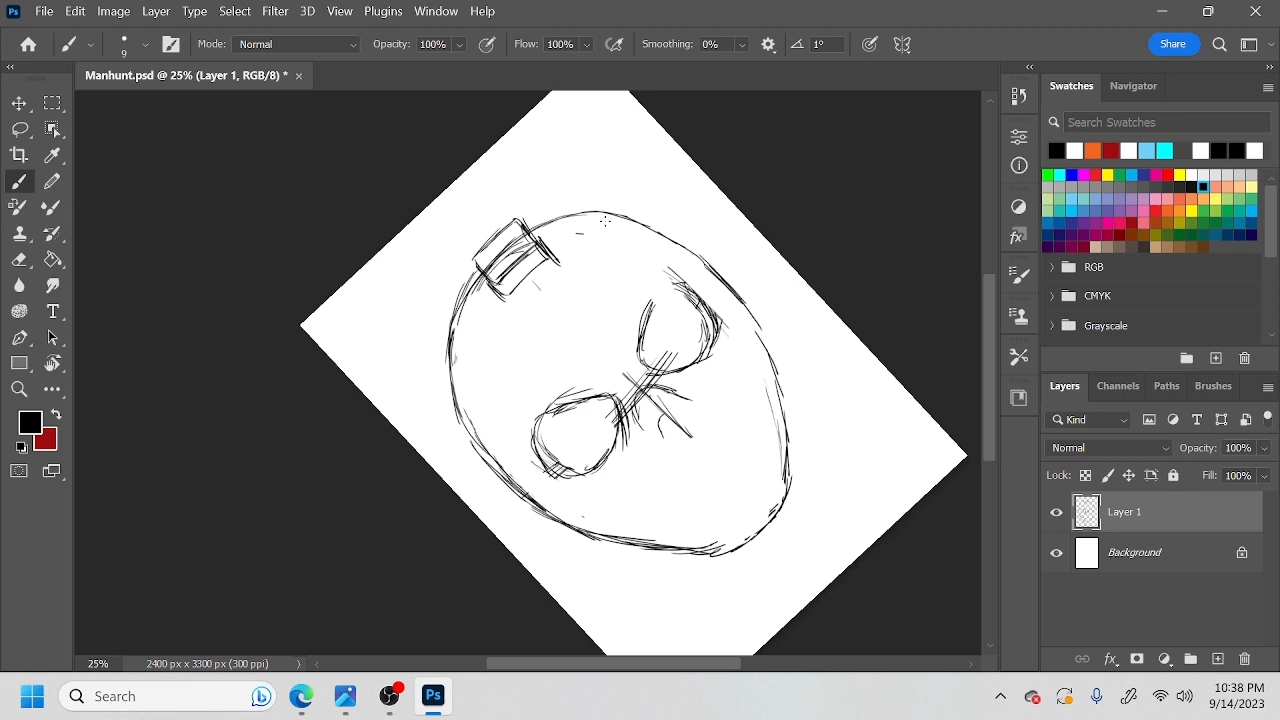 Ps File Edit Image Layer Type Select Filter 3D View Plugins Window Help
9 Mode: Normal Opacity: 100% Flow: 100% Smoothing: 0% 1° Share
Manhunt.psd @ 25% (Layer 1, RGB/8) * ×
Swatches Navigator
Search Swatches
RGB
CMYK
Grayscale
Layers Channels Paths Brushes
Kind
Normal Opacity: 100%
Lock: Fill: 100%
Layer 1
Background
25% 2400 px x 3300 px (300 ppi)
Search Ps 10:38 PM
9/14/2023